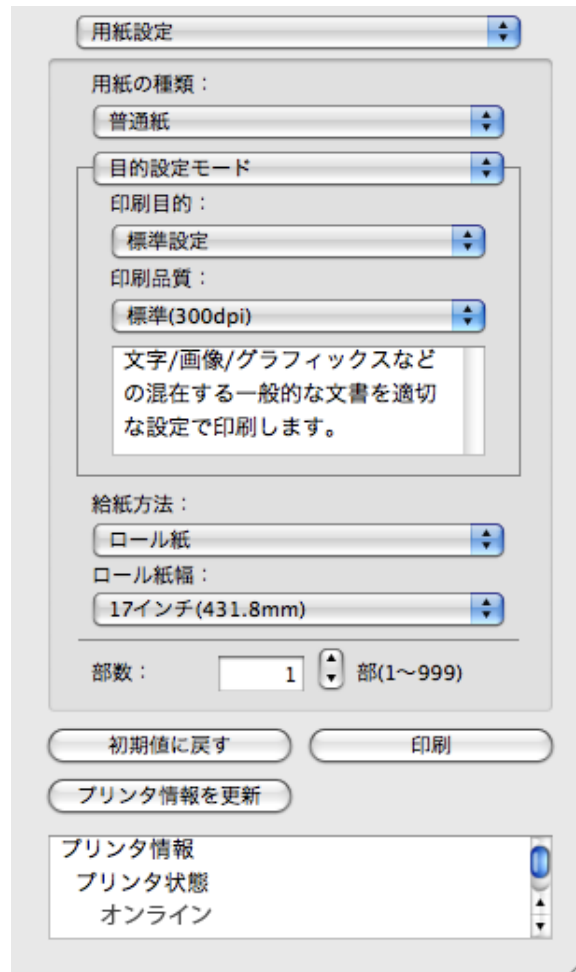 用紙設定
用紙の種類：
普通紙
目的設定モード
印刷目的：
標準設定
印刷品質：
標準(300dpi)
文字/画像/グラフィックスなど
の混在する一般的な文書を適切
な設定で印刷します。
給紙方法：
ロール紙
ロール紙幅：
17インチ(431.8mm)
部数： 1 部(1〜999)
初期値に戻す 印刷
プリンタ情報を更新
プリンタ情報
プリンタ状態
オンライン